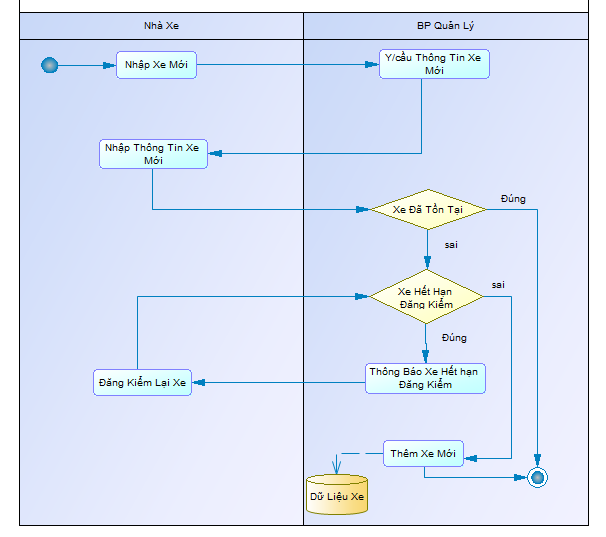 Nhà Xe
BP Quản Lý
Nhập Xe Mới
Y/cầu Thông Tin Xe
Mới
Nhập Thông Tin Xe
Mới
Xe Đã Tồn Tại
Đúng
sai
Xe Hết Hạn
Đăng Kiểm
sai
Đúng
Thông Báo Xe Hết hạn
Đăng Kiểm
Đăng Kiểm Lại Xe
Thêm Xe Mới
Dữ Liệu Xe